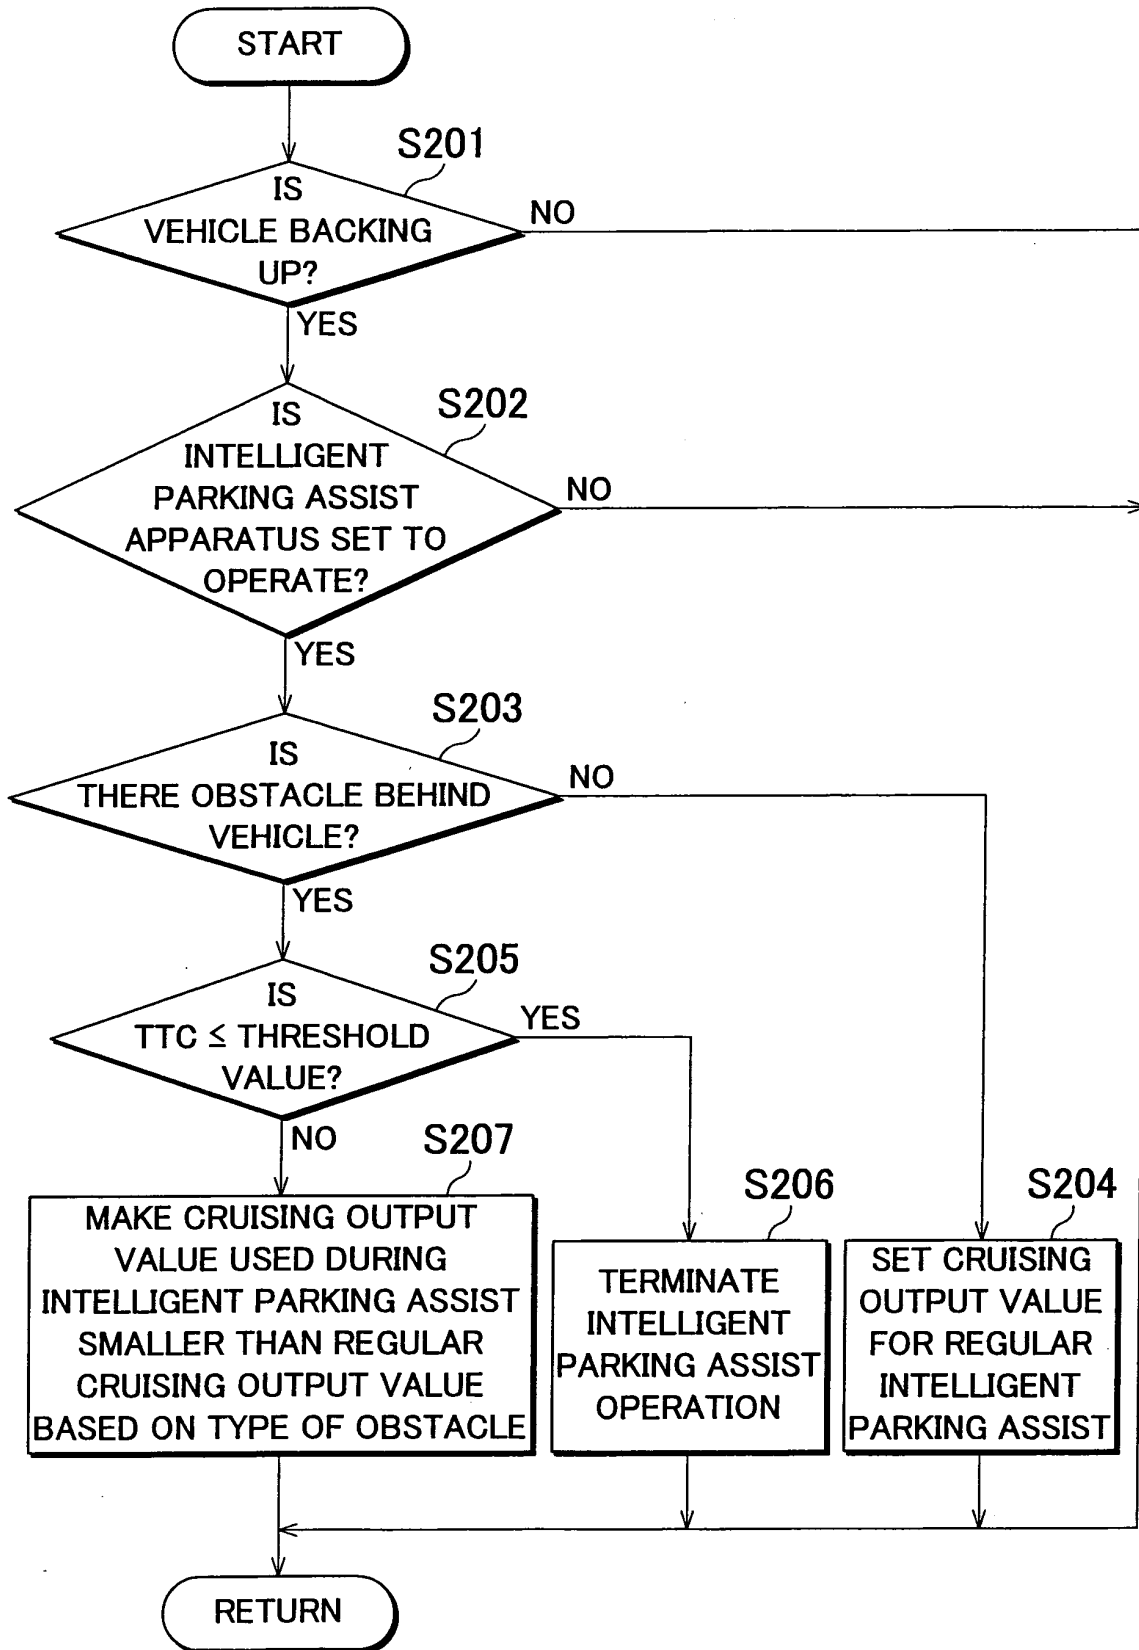 START
S201
IS
VEHICLE BACKING
UP?
NO
YES
S202
IS
INTELLIGENT
PARKING ASSIST
APPARATUS SET TO
OPERATE?
NO
YES
S203
IS
THERE OBSTACLE BEHIND
VEHICLE?
NO
YES
S205
IS
TTC ≤ THRESHOLD
VALUE?
YES
NO
S207
MAKE CRUISING OUTPUT
VALUE USED DURING
INTELLIGENT PARKING ASSIST
SMALLER THAN REGULAR
CRUISING OUTPUT VALUE
BASED ON TYPE OF OBSTACLE
S206
TERMINATE
INTELLIGENT
PARKING ASSIST
OPERATION
S204
SET CRUISING
OUTPUT VALUE
FOR REGULAR
INTELLIGENT
PARKING ASSIST
RETURN